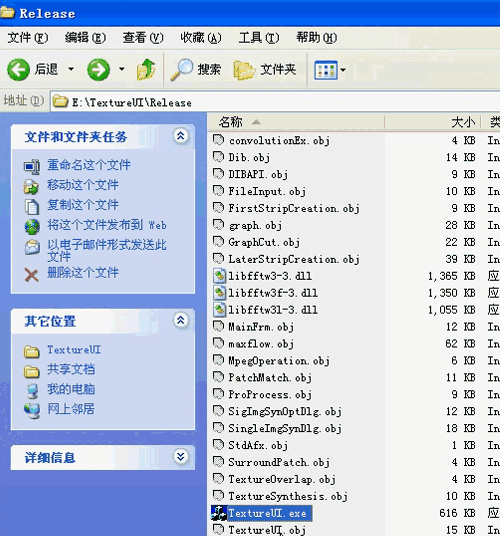 Release
文件(F) 编辑(E) 查看(V) 收藏(A) 工具(T) 帮助(H)
后退 搜索 文件夹
地址(D) E:\TextureUI\Release
文件和文件夹任务
重命名这个文件
移动这个文件
复制这个文件
将这个文件发布到 Web
以电子邮件形式发送此
文件
删除这个文件
其它位置
TextureUI
共享文档
我的电脑
网上邻居
详细信息
名称 大小 类
convolutionEx.obj 4 KB In
Dib.obj 14 KB In
DIBAPI.obj 9 KB In
FileInput.obj 10 KB In
FirstStripCreation.obj 9 KB In
graph.obj 28 KB In
GraphCut.obj 22 KB In
LaterStripCreation.obj 39 KB In
libfftw3-3.dll 1,365 KB 应
libfftw3f-3.dll 1,350 KB 应
libfftw3l-3.dll 1,055 KB 应
MainFrm.obj 12 KB In
maxflow.obj 62 KB In
MpegOperation.obj 6 KB In
PatchMatch.obj 11 KB In
ProProcess.obj 9 KB In
SigImgSynOptDlg.obj 12 KB In
SingleImgSynDlg.obj 18 KB In
StdAfx.obj 1 KB In
SurroundPatch.obj 4 KB In
TextureOverlap.obj 4 KB In
TextureSynthesis.obj 10 KB In
TextureUI.exe 616 KB 应
TextureUI.obj 15 KB In